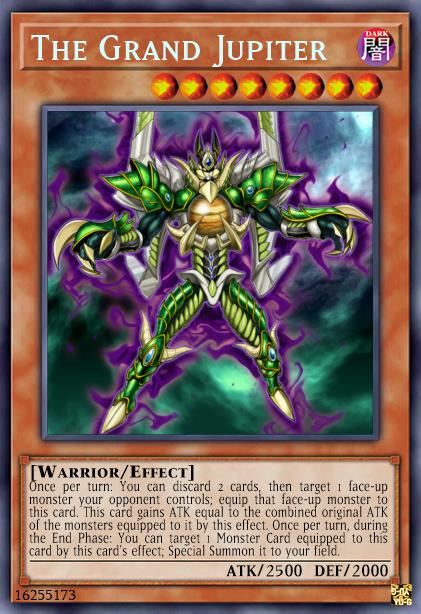 The Grand Jupiter
DARK
闇
[Warrior/Effect]
Once per turn: You can discard 2 cards, then target 1 face-up
monster your opponent controls; equip that face-up monster to
this card. This card gains ATK equal to the combined original ATK
of the monsters equipped to it by this effect. Once per turn, during
the End Phase: You can target 1 Monster Card equipped to this
card by this card's effect; Special Summon it to your field.
ATK/2500 DEF/2000
16255173